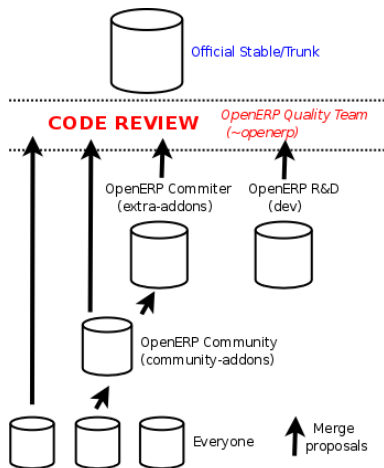 Official Stable/Trunk
CODE REVIEW
OpenERP Quality Team
(~openerp)
OpenERP Commiter
(extra-addons)
OpenERP R&D
(dev)
OpenERP Community
(community-addons)
Everyone
Merge
proposals